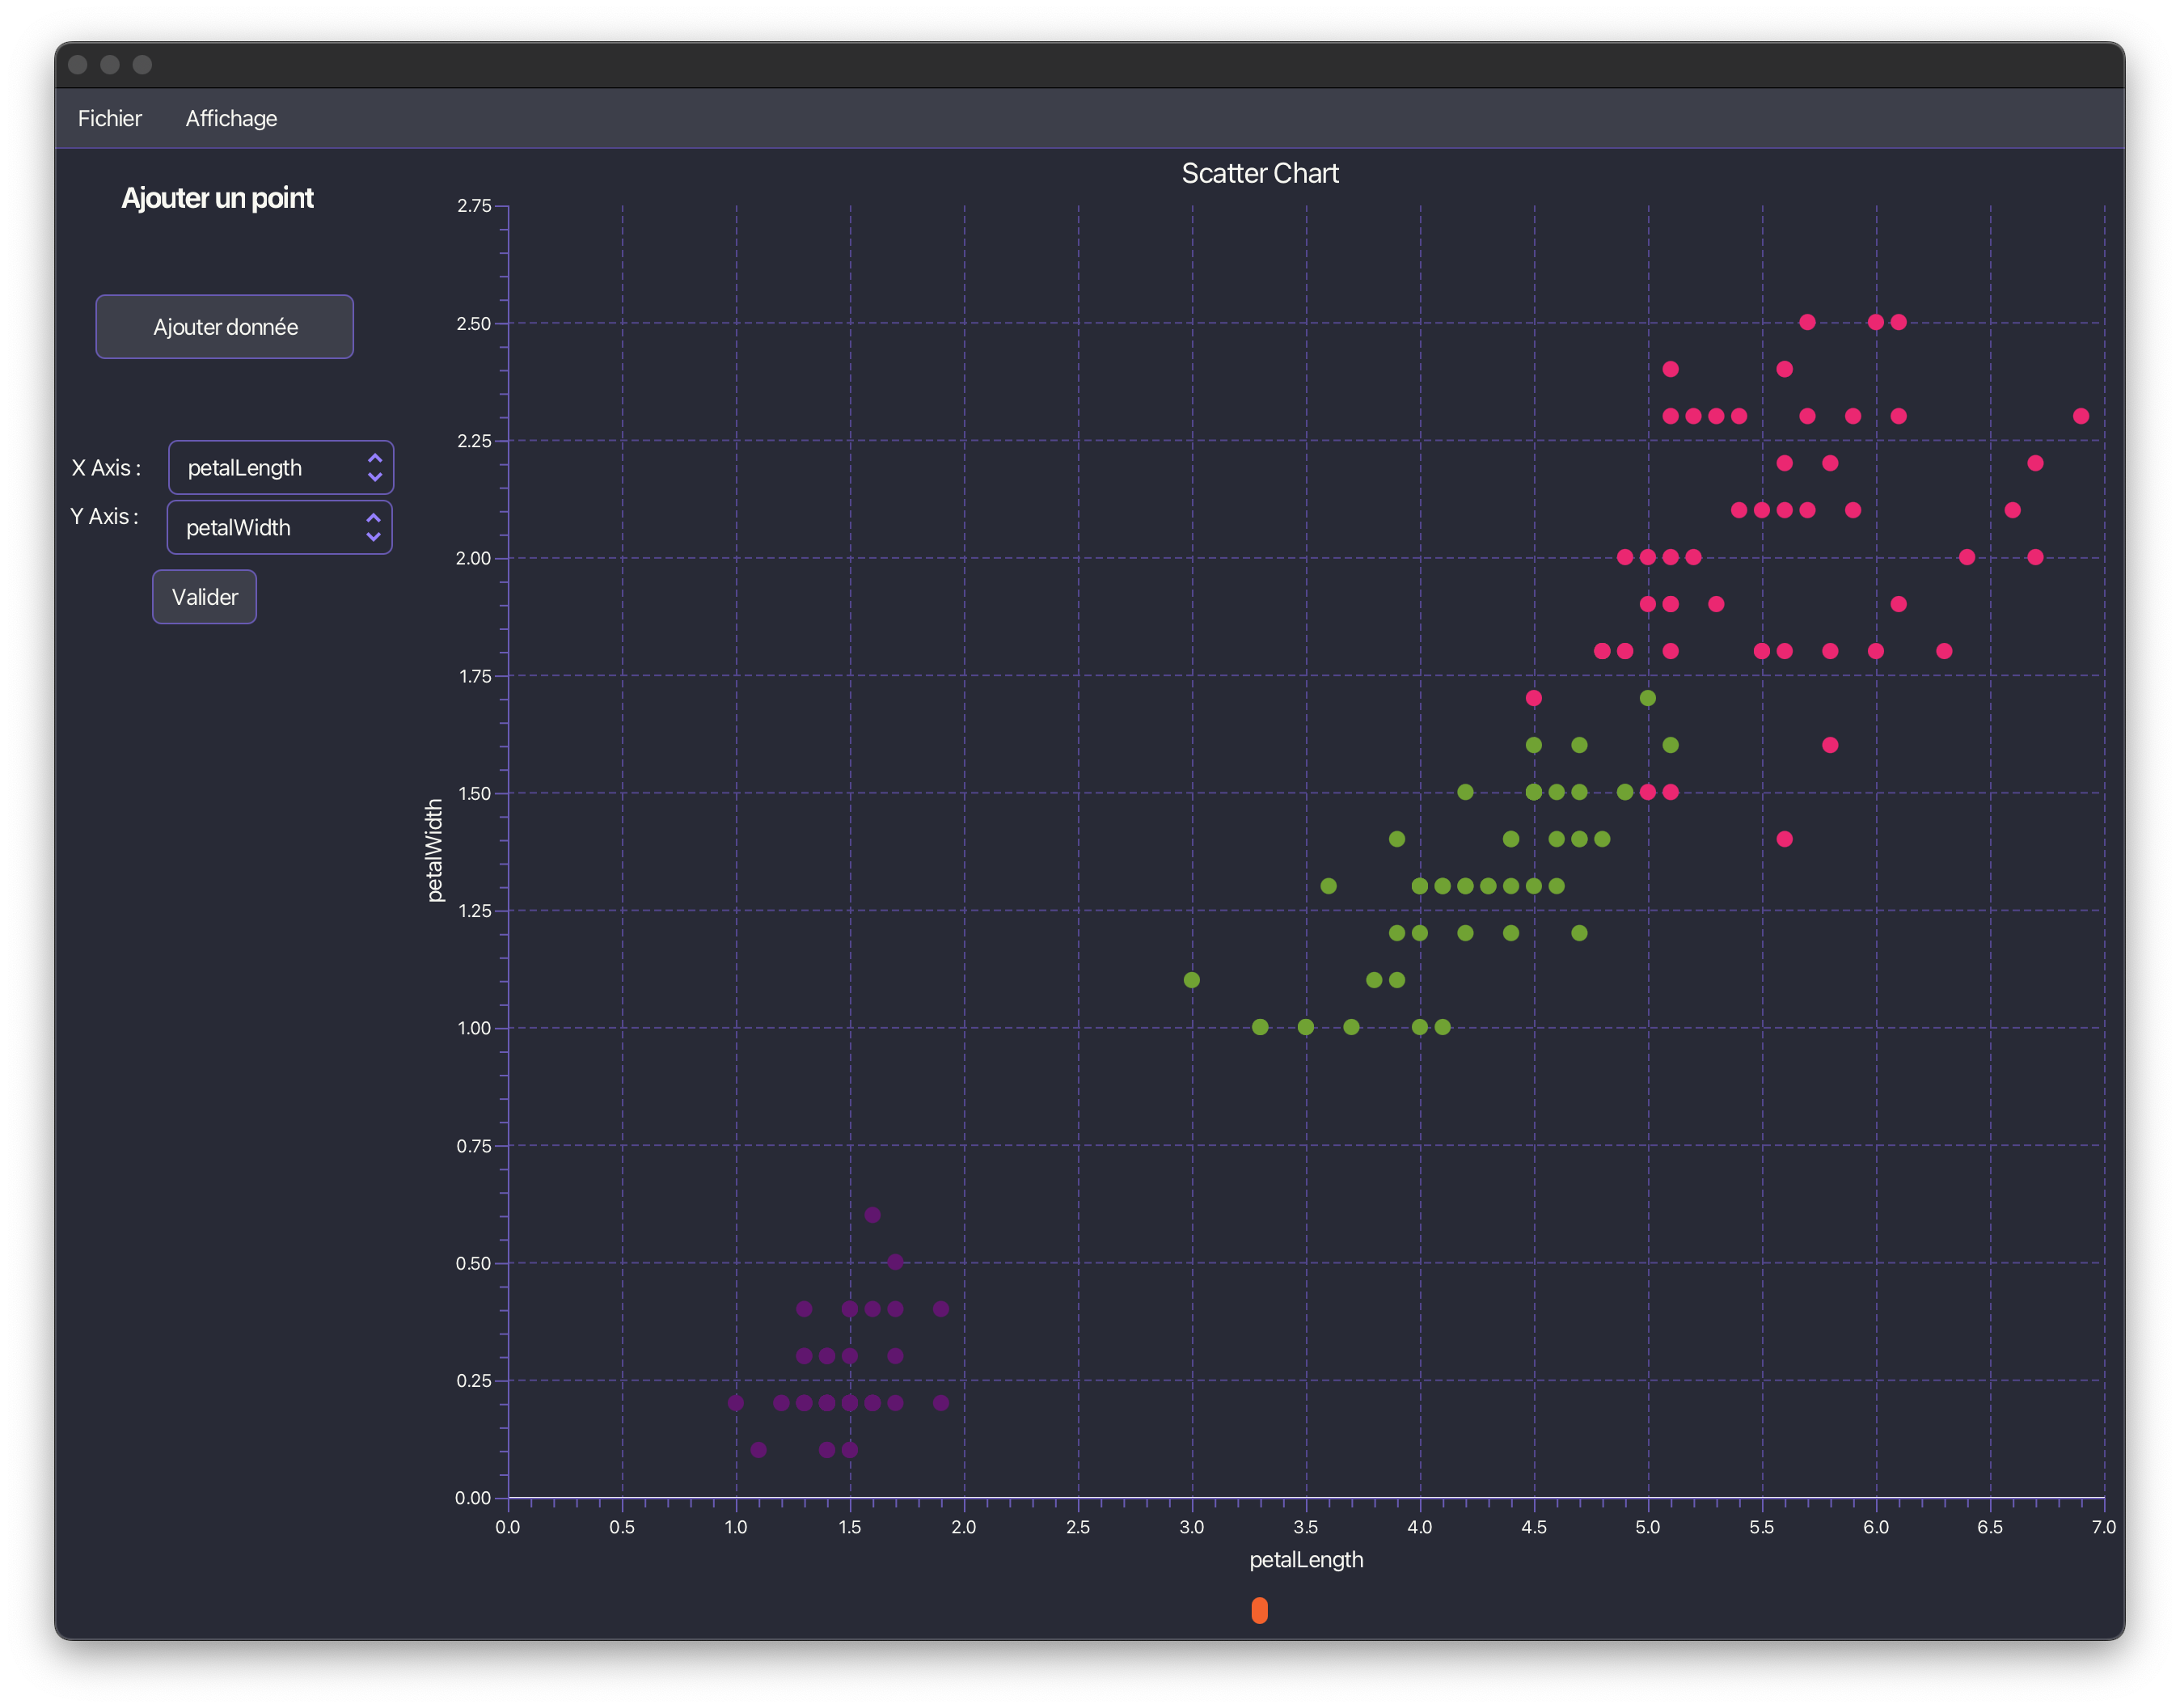 Fichier Affichage
Ajouter un point
Ajouter donnée
X Axis : petalLength
Y Axis : petalWidth
Valider
Scatter Chart
2.75
2.50
2.25
2.00
1.75
1.50
1.25
1.00
0.75
0.50
0.25
0.00
petalWidth
0.0 0.5 1.0 1.5 2.0 2.5 3.0 3.5 4.0 4.5 5.0 5.5 6.0 6.5 7.0
petalLength